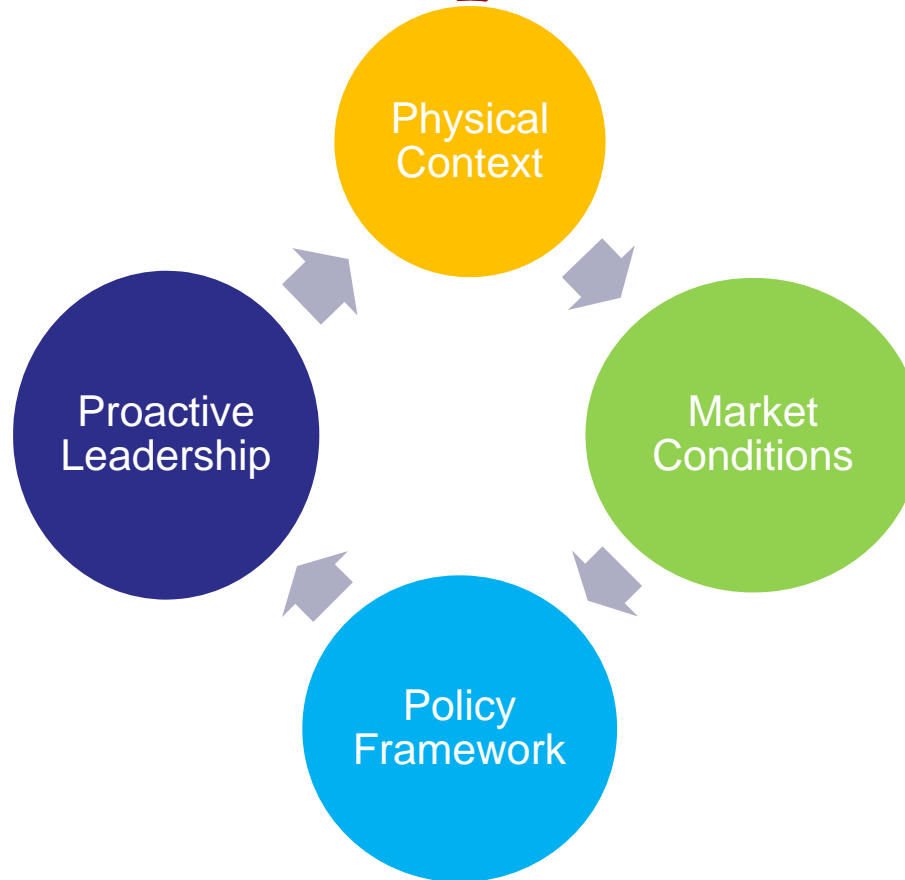 Physical
Context
Market
Conditions
Policy
Framework
Proactive
Leadership